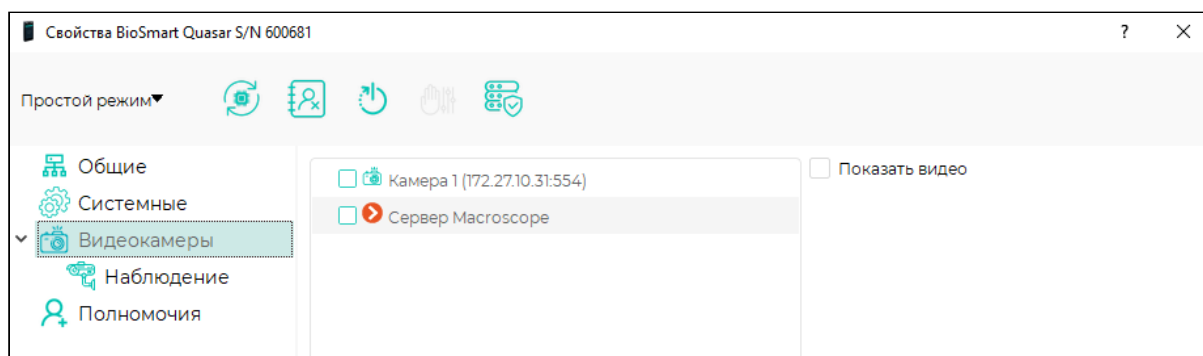 Свойства BioSmart Quasar S/N 600681
?
Простой режим
Общие
Системные
Видеокамеры
Наблюдение
Полномочия
Камера 1 (172.27.10.31:554)
Сервер Macroscope
Показать видео